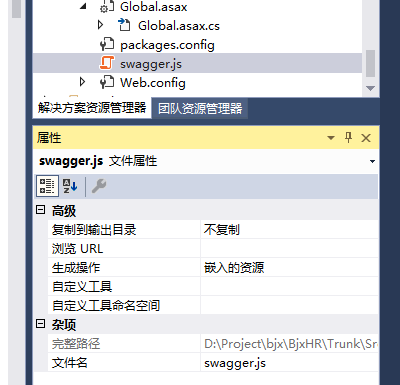 Global.asax
Global.asax.cs
packages.config
swagger.js
Web.config
解决方案资源管理器 团队资源管理器
属性
swagger.js 文件属性
高级
复制到输出目录 不复制
浏览 URL
生成操作 嵌入的资源
自定义工具
自定义工具命名空间
杂项
完整路径 D:\Project\bjx\BjxHR\Trunk\Sr
文件名 swagger.js